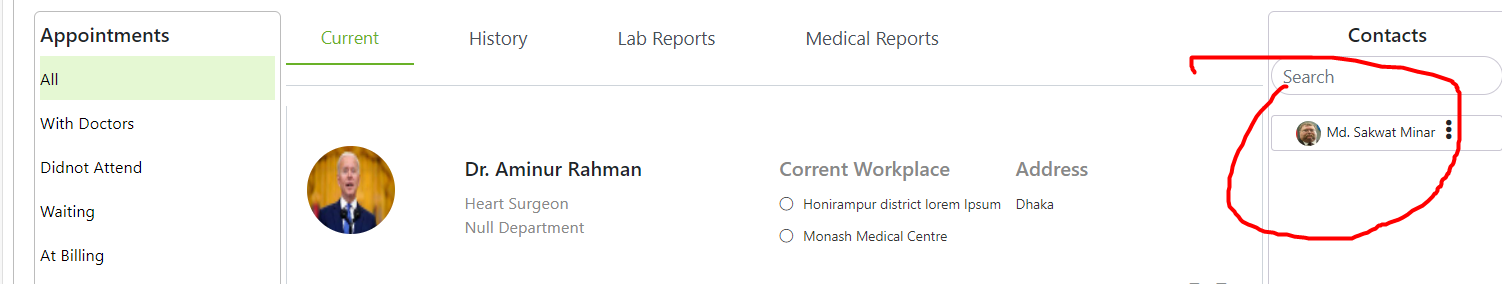 Appointments
All
With Doctors
Didnot Attend
Waiting
At Billing
Current History Lab Reports Medical Reports
Dr. Aminur Rahman
Heart Surgeon
Null Department
Corrent Workplace
Honirampur district lorem Ipsum
Monash Medical Centre
Address
Dhaka
Contacts
Search
Md. Sakwat Minar